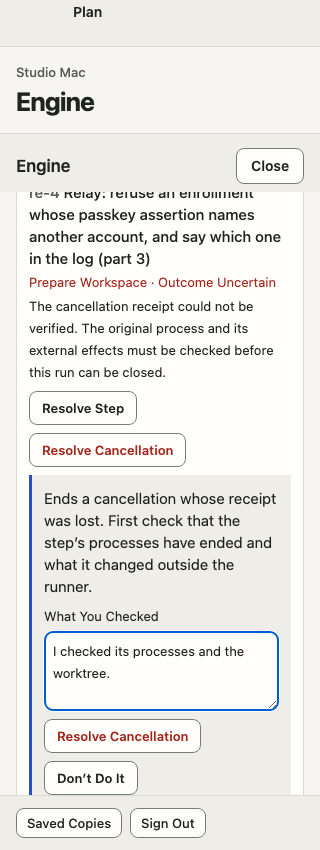 Plan
Studio Mac
Engine
Engine
Close
re-4 Relay: refuse an enrollment
whose passkey assertion names
another account, and say which one
in the log (part 3)
Prepare Workspace · Outcome Uncertain
The cancellation receipt could not be
verified. The original process and its
external effects must be checked before
this run can be closed.
Resolve Step
Resolve Cancellation
Ends a cancellation whose receipt
was lost. First check that the
step’s processes have ended and
what it changed outside the
runner.
What You Checked
I checked its processes and the
worktree.
Resolve Cancellation
Don’t Do It
Saved Copies
Sign Out